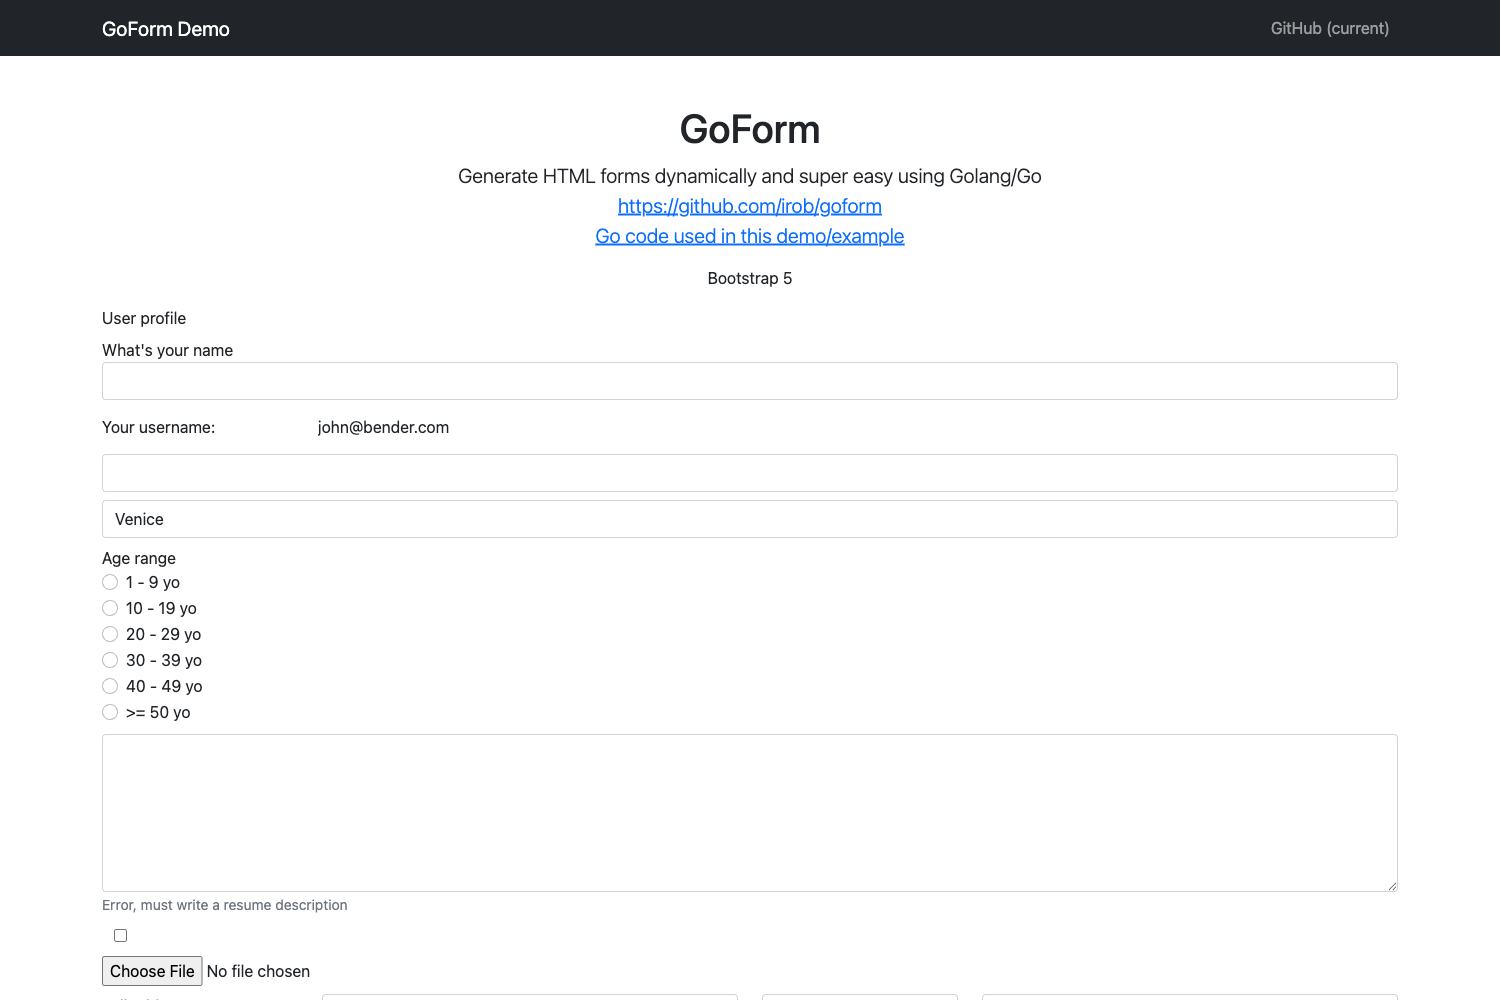 GoForm Demo
GitHub (current)
GoForm
Generate HTML forms dynamically and super easy using Golang/Go
https://github.com/irob/goform
Go code used in this demo/example
Bootstrap 5
User profile
What's your name
Your username:
john@bender.com
Venice
Age range
1 - 9 yo
10 - 19 yo
20 - 29 yo
30 - 39 yo
40 - 49 yo
>= 50 yo
Error, must write a resume description
Choose File No file chosen